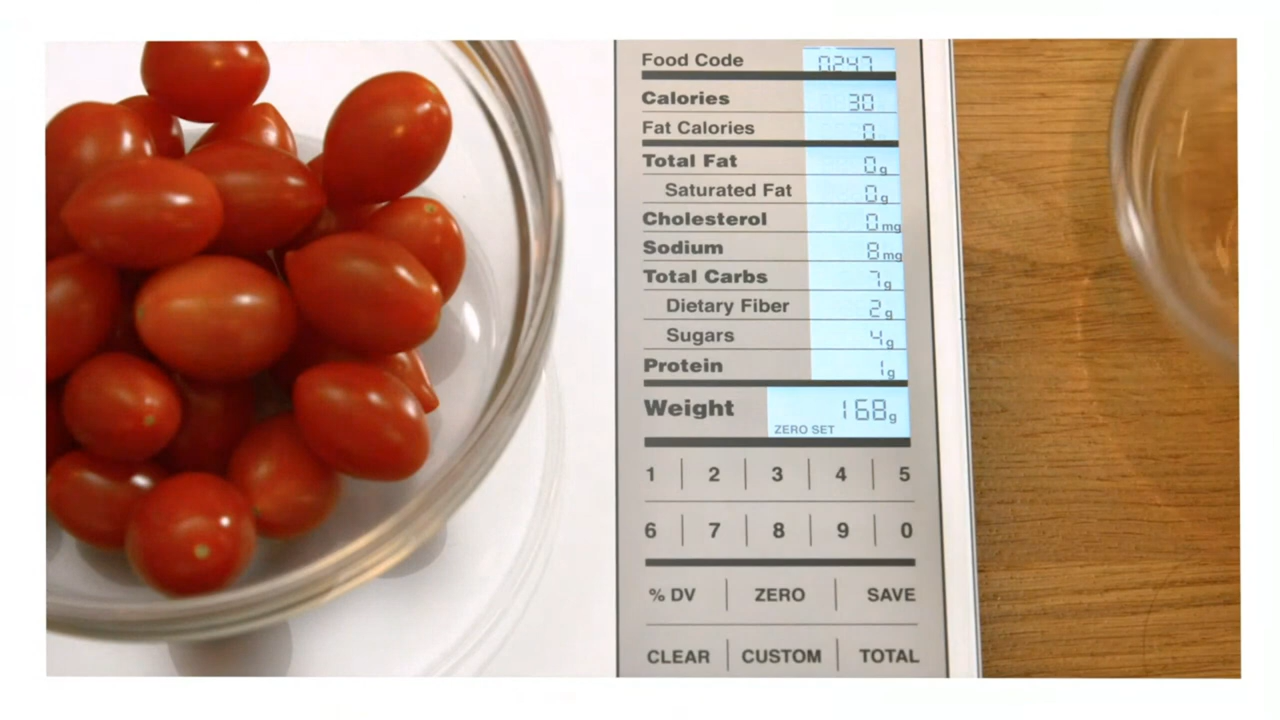 Food Code 0247
Calories 30
Fat Calories 0
Total Fat 0g
Saturated Fat 0g
Cholesterol 0mg
Sodium 8mg
Total Carbs 7g
Dietary Fiber 2g
Sugars 4g
Protein 1g
Weight 168g
ZERO SET
1 2 3 4 5
6 7 8 9 0
% DV ZERO SAVE
CLEAR CUSTOM TOTAL